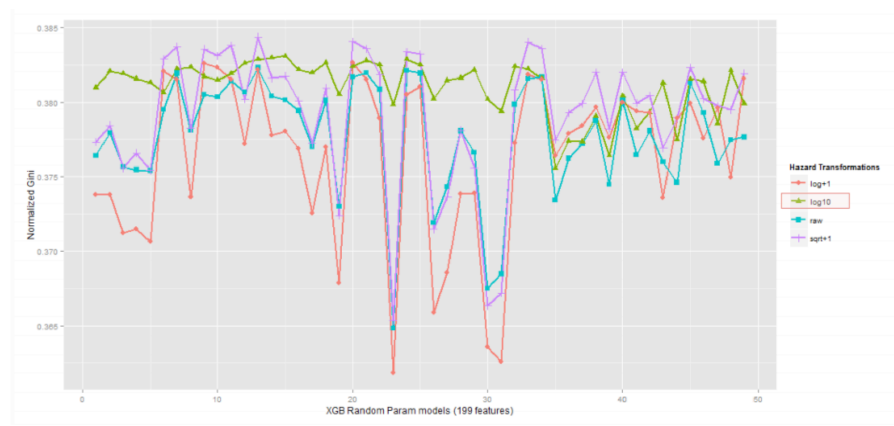 0.385
0.380
0.375
0.370
0.365
Normalized Gini
0
10
20
30
40
50
XGB Random Param models (199 features)
Hazard Transformations
log+1
log10
raw
sqrt+1